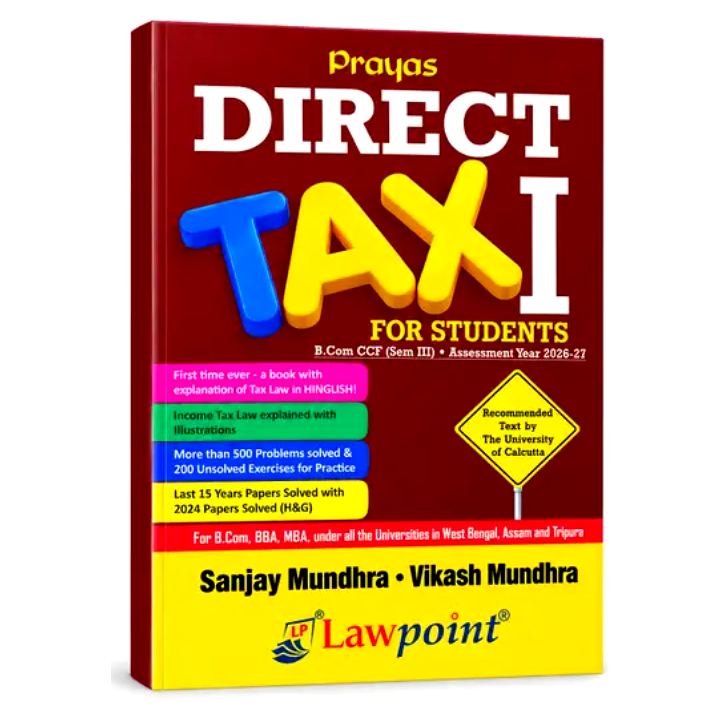 Prayas
DIRECT
TAX I
FOR STUDENTS
B.Com CCF (Sem III) • Assessment Year 2026-27
First time ever - a book with
explanation of Tax Law in HINGLISH!
Income Tax Law explained with
Illustrations
More than 500 Problems solved &
200 Unsolved Exercises for Practice
Last 15 Years Papers Solved with
2024 Papers Solved (H&G)
Recommended
Text by
The University
of Calcutta
For B.Com, BBA, MBA, under all the Universities in West Bengal, Assam and Tripura
Sanjay Mundhra • Vikash Mundhra
LP® Lawpoint®